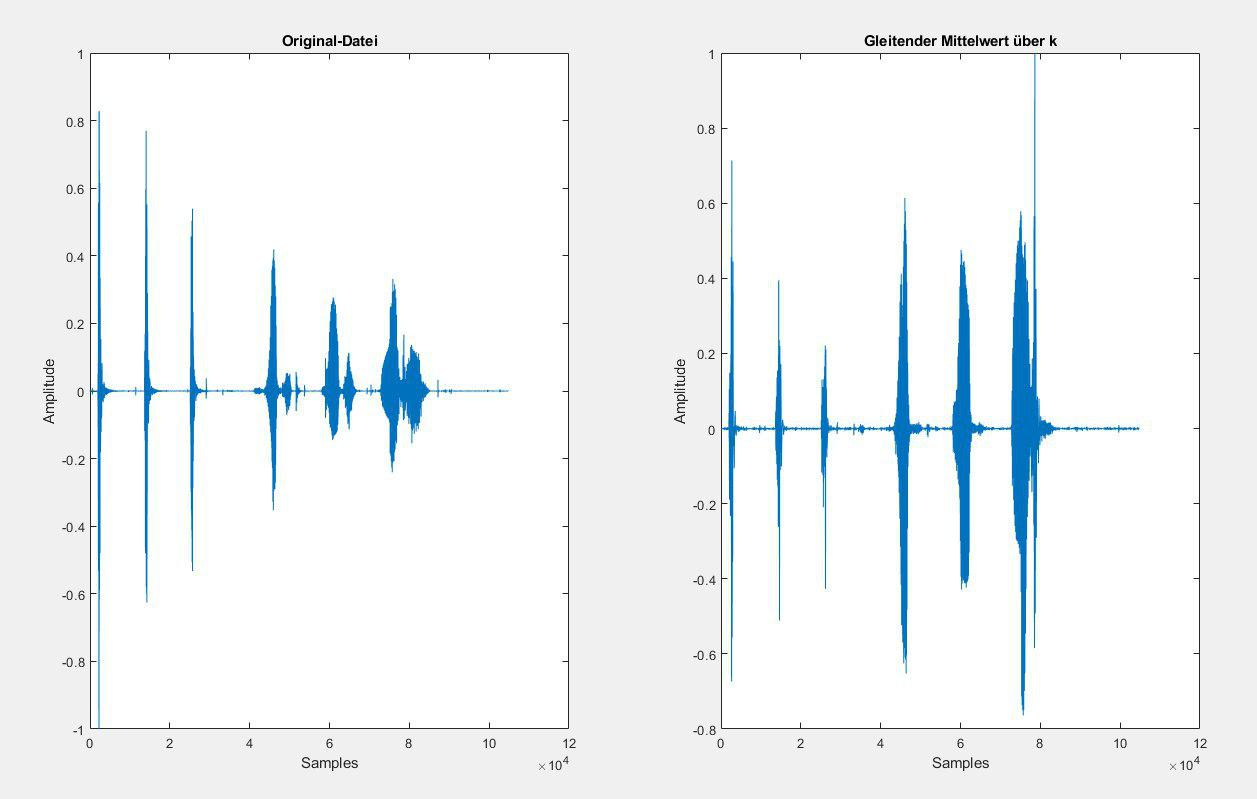 Original-Datei
Amplitude
1
0.8
0.6
0.4
0.2
0
-0.2
-0.4
-0.6
-0.8
-1
0 2 4 6 8 10 12
Samples
×10⁴
Gleitender Mittelwert über k
Amplitude
1
0.8
0.6
0.4
0.2
0
-0.2
-0.4
-0.6
-0.8
0 2 4 6 8 10 12
Samples
×10⁴